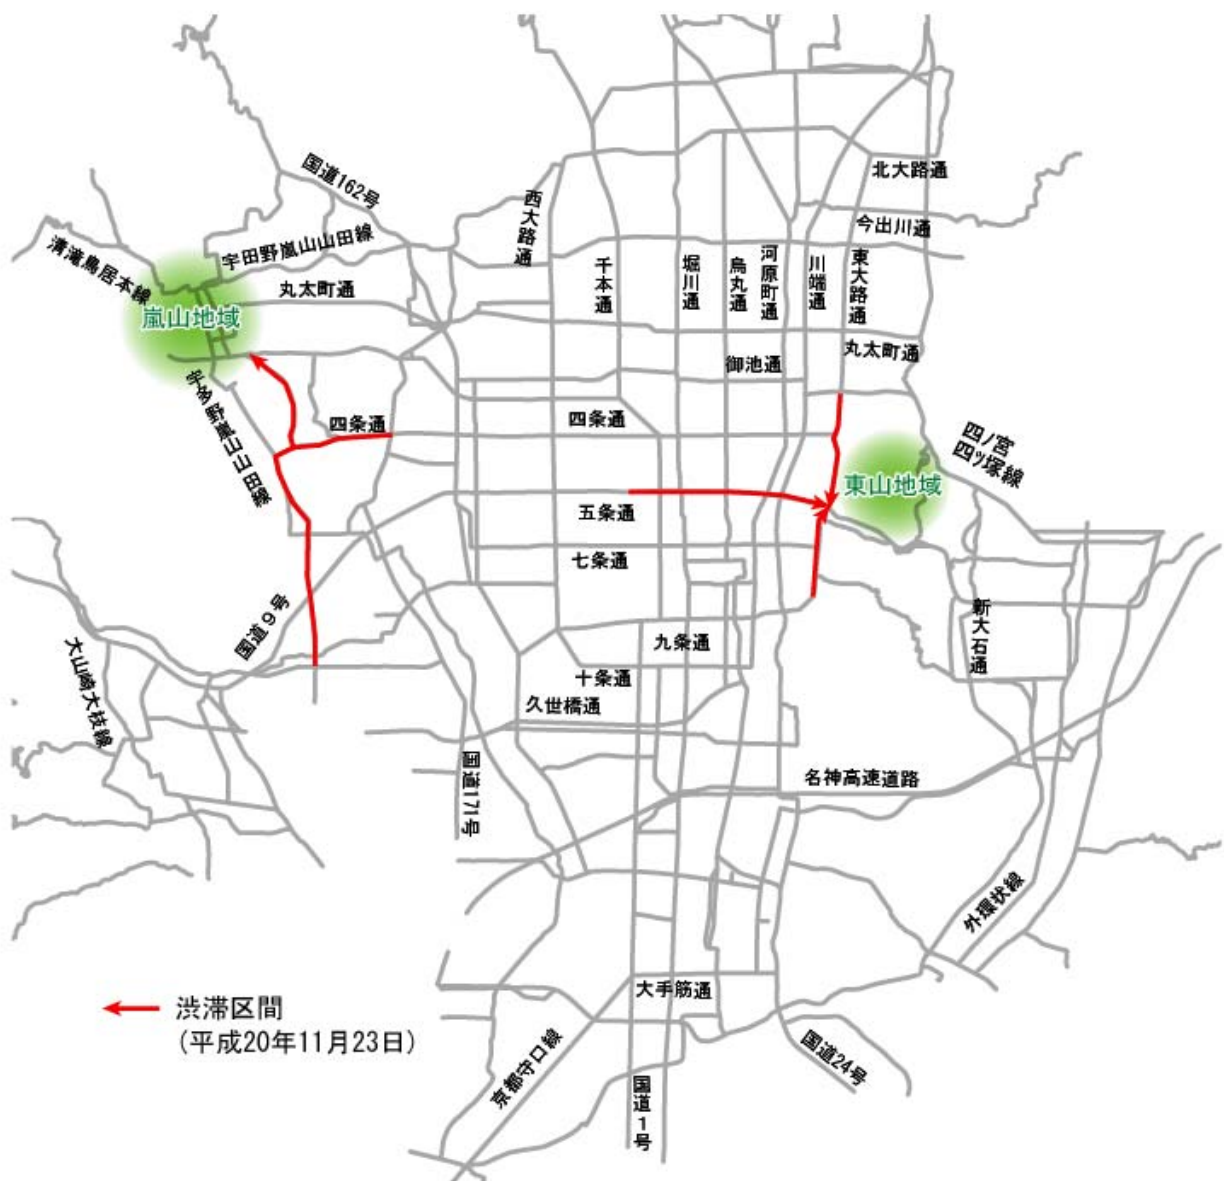 国道162号
北大路通
西大路通
今出川通
清滝鳥居本線
宇田野嵐山山田線
千本通
堀川通
烏丸通
河原町通
川端通
東大路通
丸太町通
嵐山地域
丸太町通
御池通
宇多野嵐山山田線
四条通
四条通
四ノ宮
四ツ塚線
東山地域
五条通
七条通
国道9号
新大石通
大山崎大枝線
九条通
十条通
久世橋通
国道171号
名神高速道路
外環状線
大手筋通
渋滞区間
(平成20年11月23日)
京都守口線
国道24号
国道1号